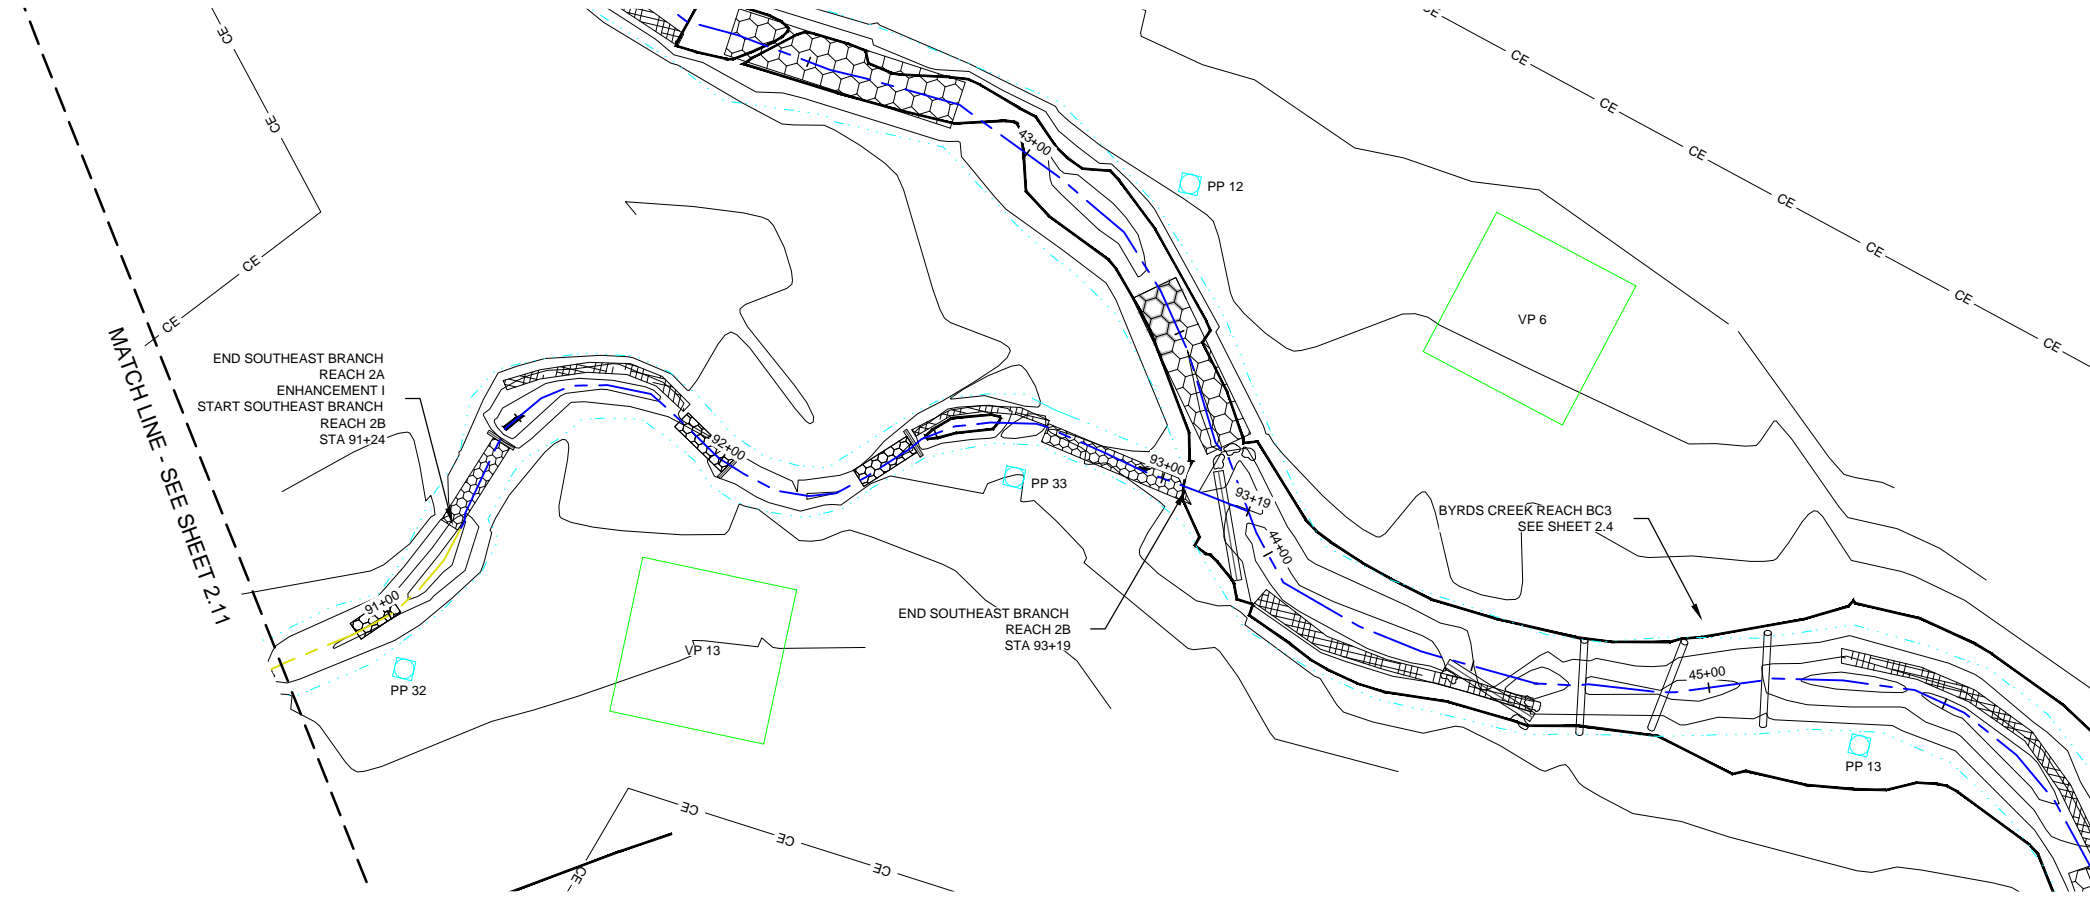 CE
CE
CE
CE
CE
CE
CE
CE
CE
CE
CE
CE
CE
43+00
PP 12
VP 6
MATCH LINE - SEE SHEET 2.11
END SOUTHEAST BRANCH
REACH 2A
ENHANCEMENT I
START SOUTHEAST BRANCH
REACH 2B
STA 91+24
92+00
93+00
PP 33
93+19
BYRDS CREEK REACH BC3
SEE SHEET 2.4
44+00
91+00
END SOUTHEAST BRANCH
REACH 2B
STA 93+19
VP 13
PP 32
45+00
PP 13
CE
CE
CE
CE